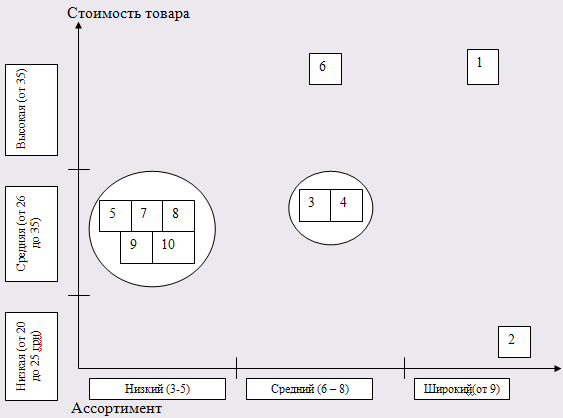 Стоимость товара
Высокая (от 35)
6
1
Средняя (от 26
до 35)
5 7 8
9 10
3 4
Низкая (от 20
до 25 грн)
2
Низкий (3-5)
Средний (6 – 8)
Широкий(от 9)
Ассортимент